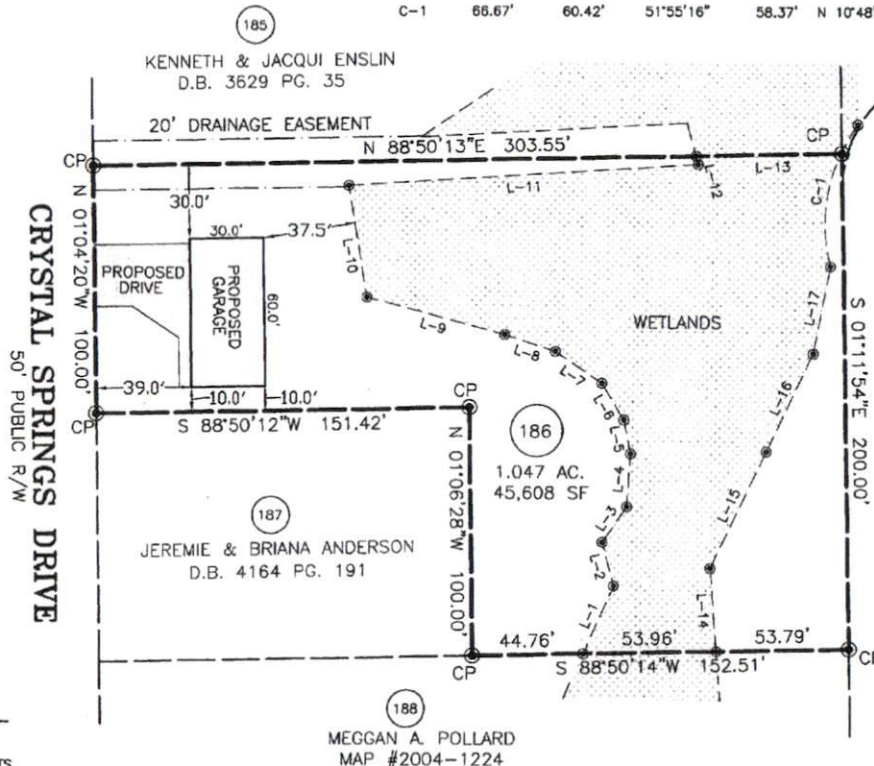 C-1 66.67' 60.42' 51°55'16" 58.37' N 10°48'
185
KENNETH & JACQUI ENSLIN
D.B. 3629 PG. 35
20' DRAINAGE EASEMENT
N 88°50'13"E 303.55'
CP
CP
L-13
L-12
L-11
C-1
N 01°04'20"W 100.00'
30.0'
30.0'
37.5'
L-10
PROPOSED
DRIVE
PROPOSED
GARAGE
60.0'
L-9
L-8
L-7
WETLANDS
L-17
S 01°11'54"E 200.00'
L-16
39.0'
10.0'
10.0'
CP
S 88°50'12"W 151.42'
CP
L-6
L-5
L-4
L-3
L-2
L-1
186
1.047 AC.
45,608 SF
L-15
L-14
CRYSTAL SPRINGS DRIVE
50' PUBLIC R/W
187
JEREMIE & BRIANA ANDERSON
D.B. 4164 PG. 191
N 01°06'28"W 100.00'
44.76'
53.96'
53.79'
CP
S 88°50'14"W 152.51'
CP
188
MEGGAN A. POLLARD
MAP #2004-1224